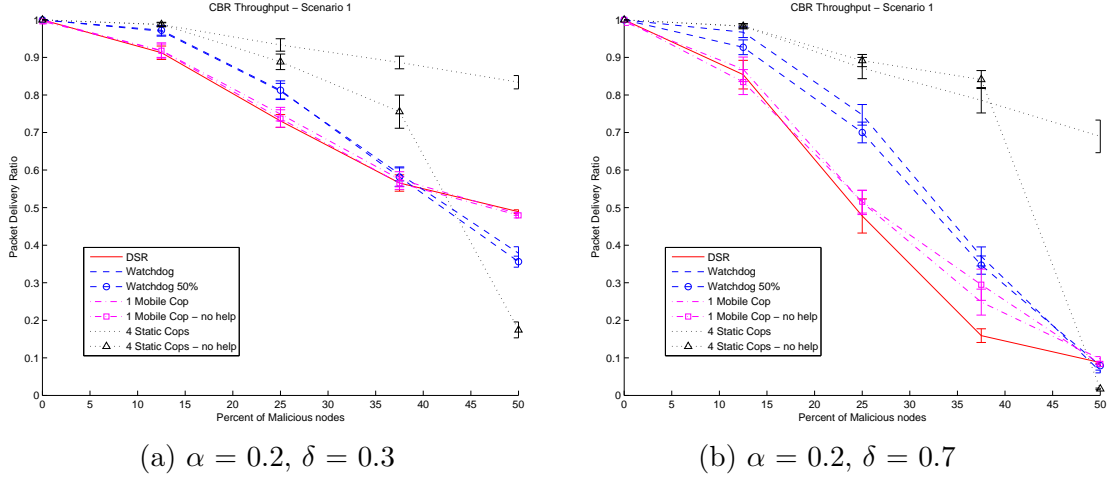 CBR Throughput – Scenario 1
1
0.9
0.8
0.7
0.6
0.5
0.4
0.3
0.2
0.1
0
Packet Delivery Ratio
DSR
Watchdog
Watchdog 50%
1 Mobile Cop
1 Mobile Cop – no help
4 Static Cops
4 Static Cops – no help
0 5 10 15 20 25 30 35 40 45 50
Percent of Malicious nodes
(a) α = 0.2, δ = 0.3
CBR Throughput – Scenario 1
1
0.9
0.8
0.7
0.6
0.5
0.4
0.3
0.2
0.1
0
Packet Delivery Ratio
DSR
Watchdog
Watchdog 50%
1 Mobile Cop
1 Mobile Cop – no help
4 Static Cops
4 Static Cops – no help
0 5 10 15 20 25 30 35 40 45 50
Percent of Malicious nodes
(b) α = 0.2, δ = 0.7